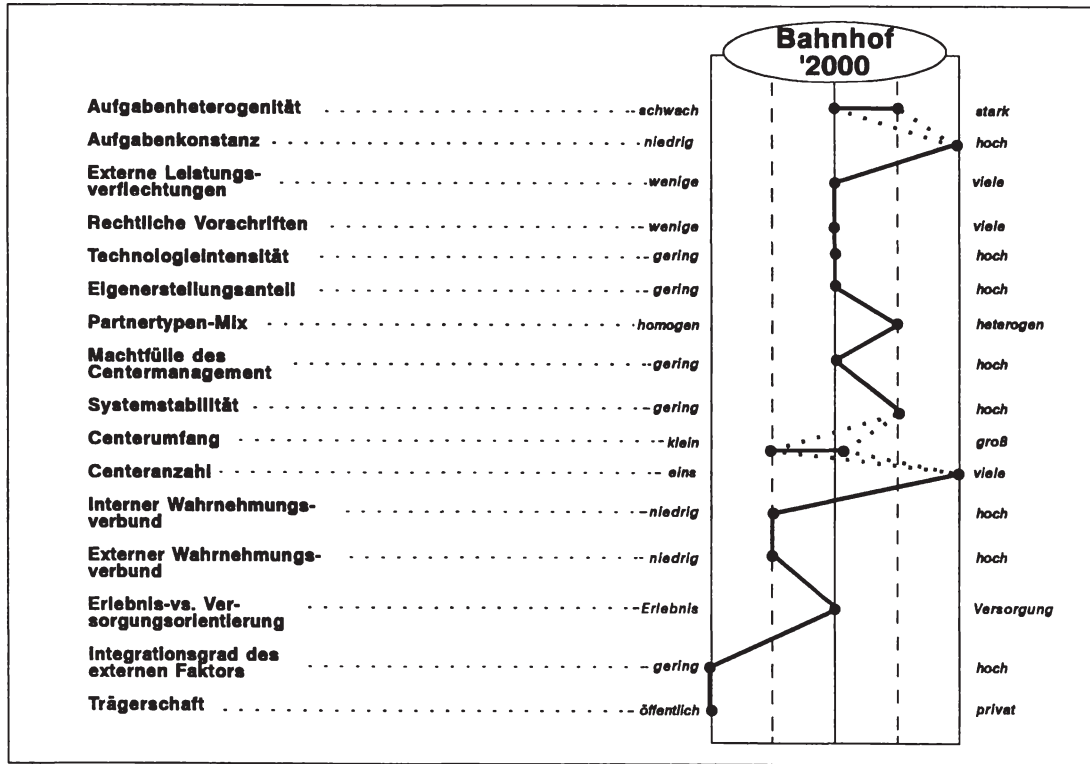 Bahnhof
'2000
Aufgabenheterogenität schwach stark
Aufgabenkonstanz niedrig hoch
Externe Leistungs-
verflechtungen wenige viele
Rechtliche Vorschriften wenige viele
Technologieintensität gering hoch
Eigenerstellungsanteil gering hoch
Partnertypen-Mix homogen heterogen
Machtfülle des
Centermanagement gering hoch
Systemstabilität gering hoch
Centerumfang klein groß
Centeranzahl eins viele
Interner Wahrnehmungs-
verbund niedrig hoch
Externer Wahrnehmungs-
verbund niedrig hoch
Erlebnis-vs. Ver-
sorgungsorientierung Erlebnis Versorgung
Integrationsgrad des
externen Faktors gering hoch
Trägerschaft öffentlich privat